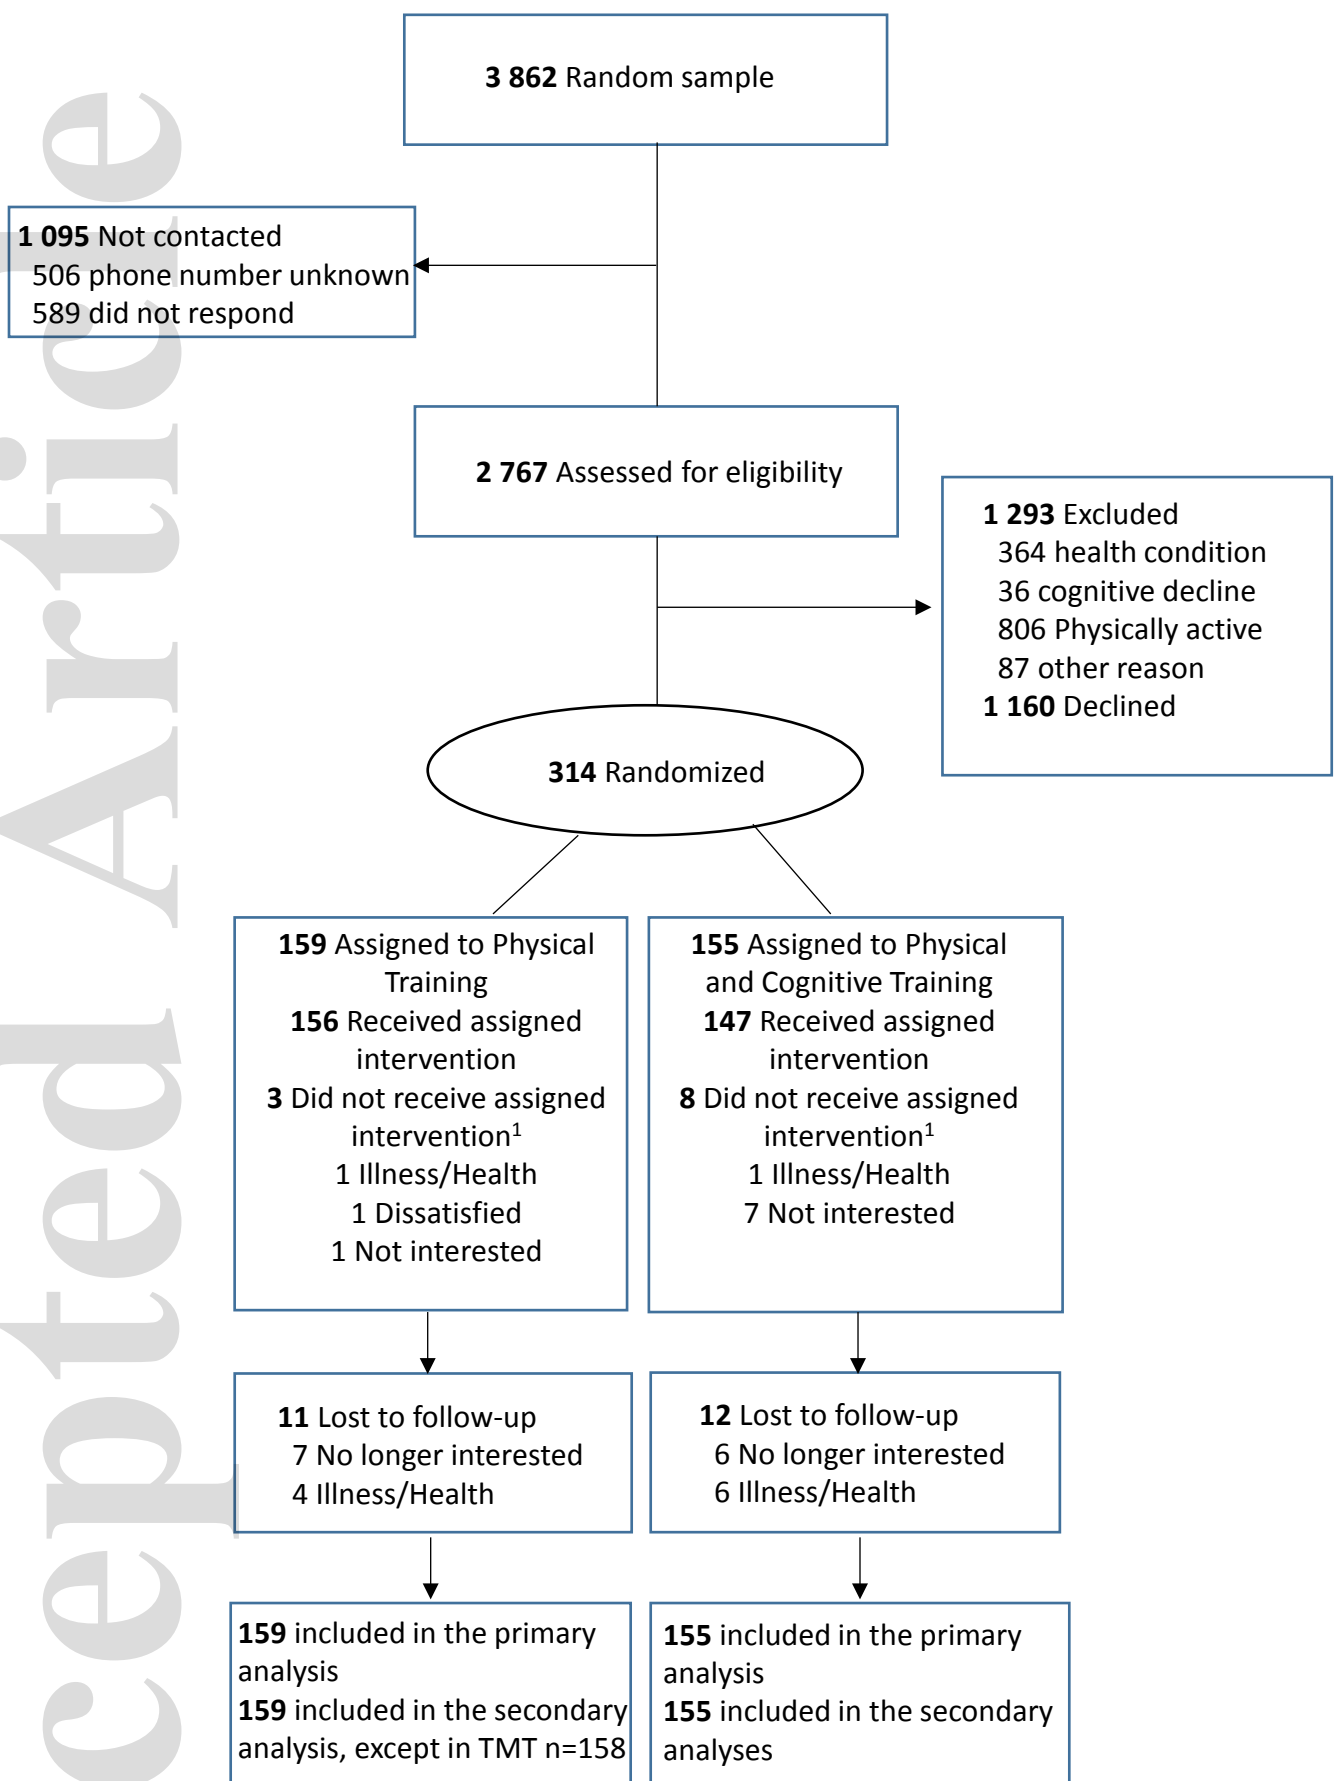 3 862 Random sample
1 095 Not contacted
506 phone number unknown
589 did not respond
2 767 Assessed for eligibility
1 293 Excluded
364 health condition
36 cognitive decline
806 Physically active
87 other reason
1 160 Declined
314 Randomized
159 Assigned to Physical
Training
156 Received assigned
intervention
3 Did not receive assigned
intervention¹
1 Illness/Health
1 Dissatisfied
1 Not interested
155 Assigned to Physical
and Cognitive Training
147 Received assigned
intervention
8 Did not receive assigned
intervention¹
1 Illness/Health
7 Not interested
11 Lost to follow-up
7 No longer interested
4 Illness/Health
12 Lost to follow-up
6 No longer interested
6 Illness/Health
159 included in the primary
analysis
159 included in the secondary
analysis, except in TMT n=158
155 included in the primary
analysis
155 included in the secondary
analyses
cepted Article